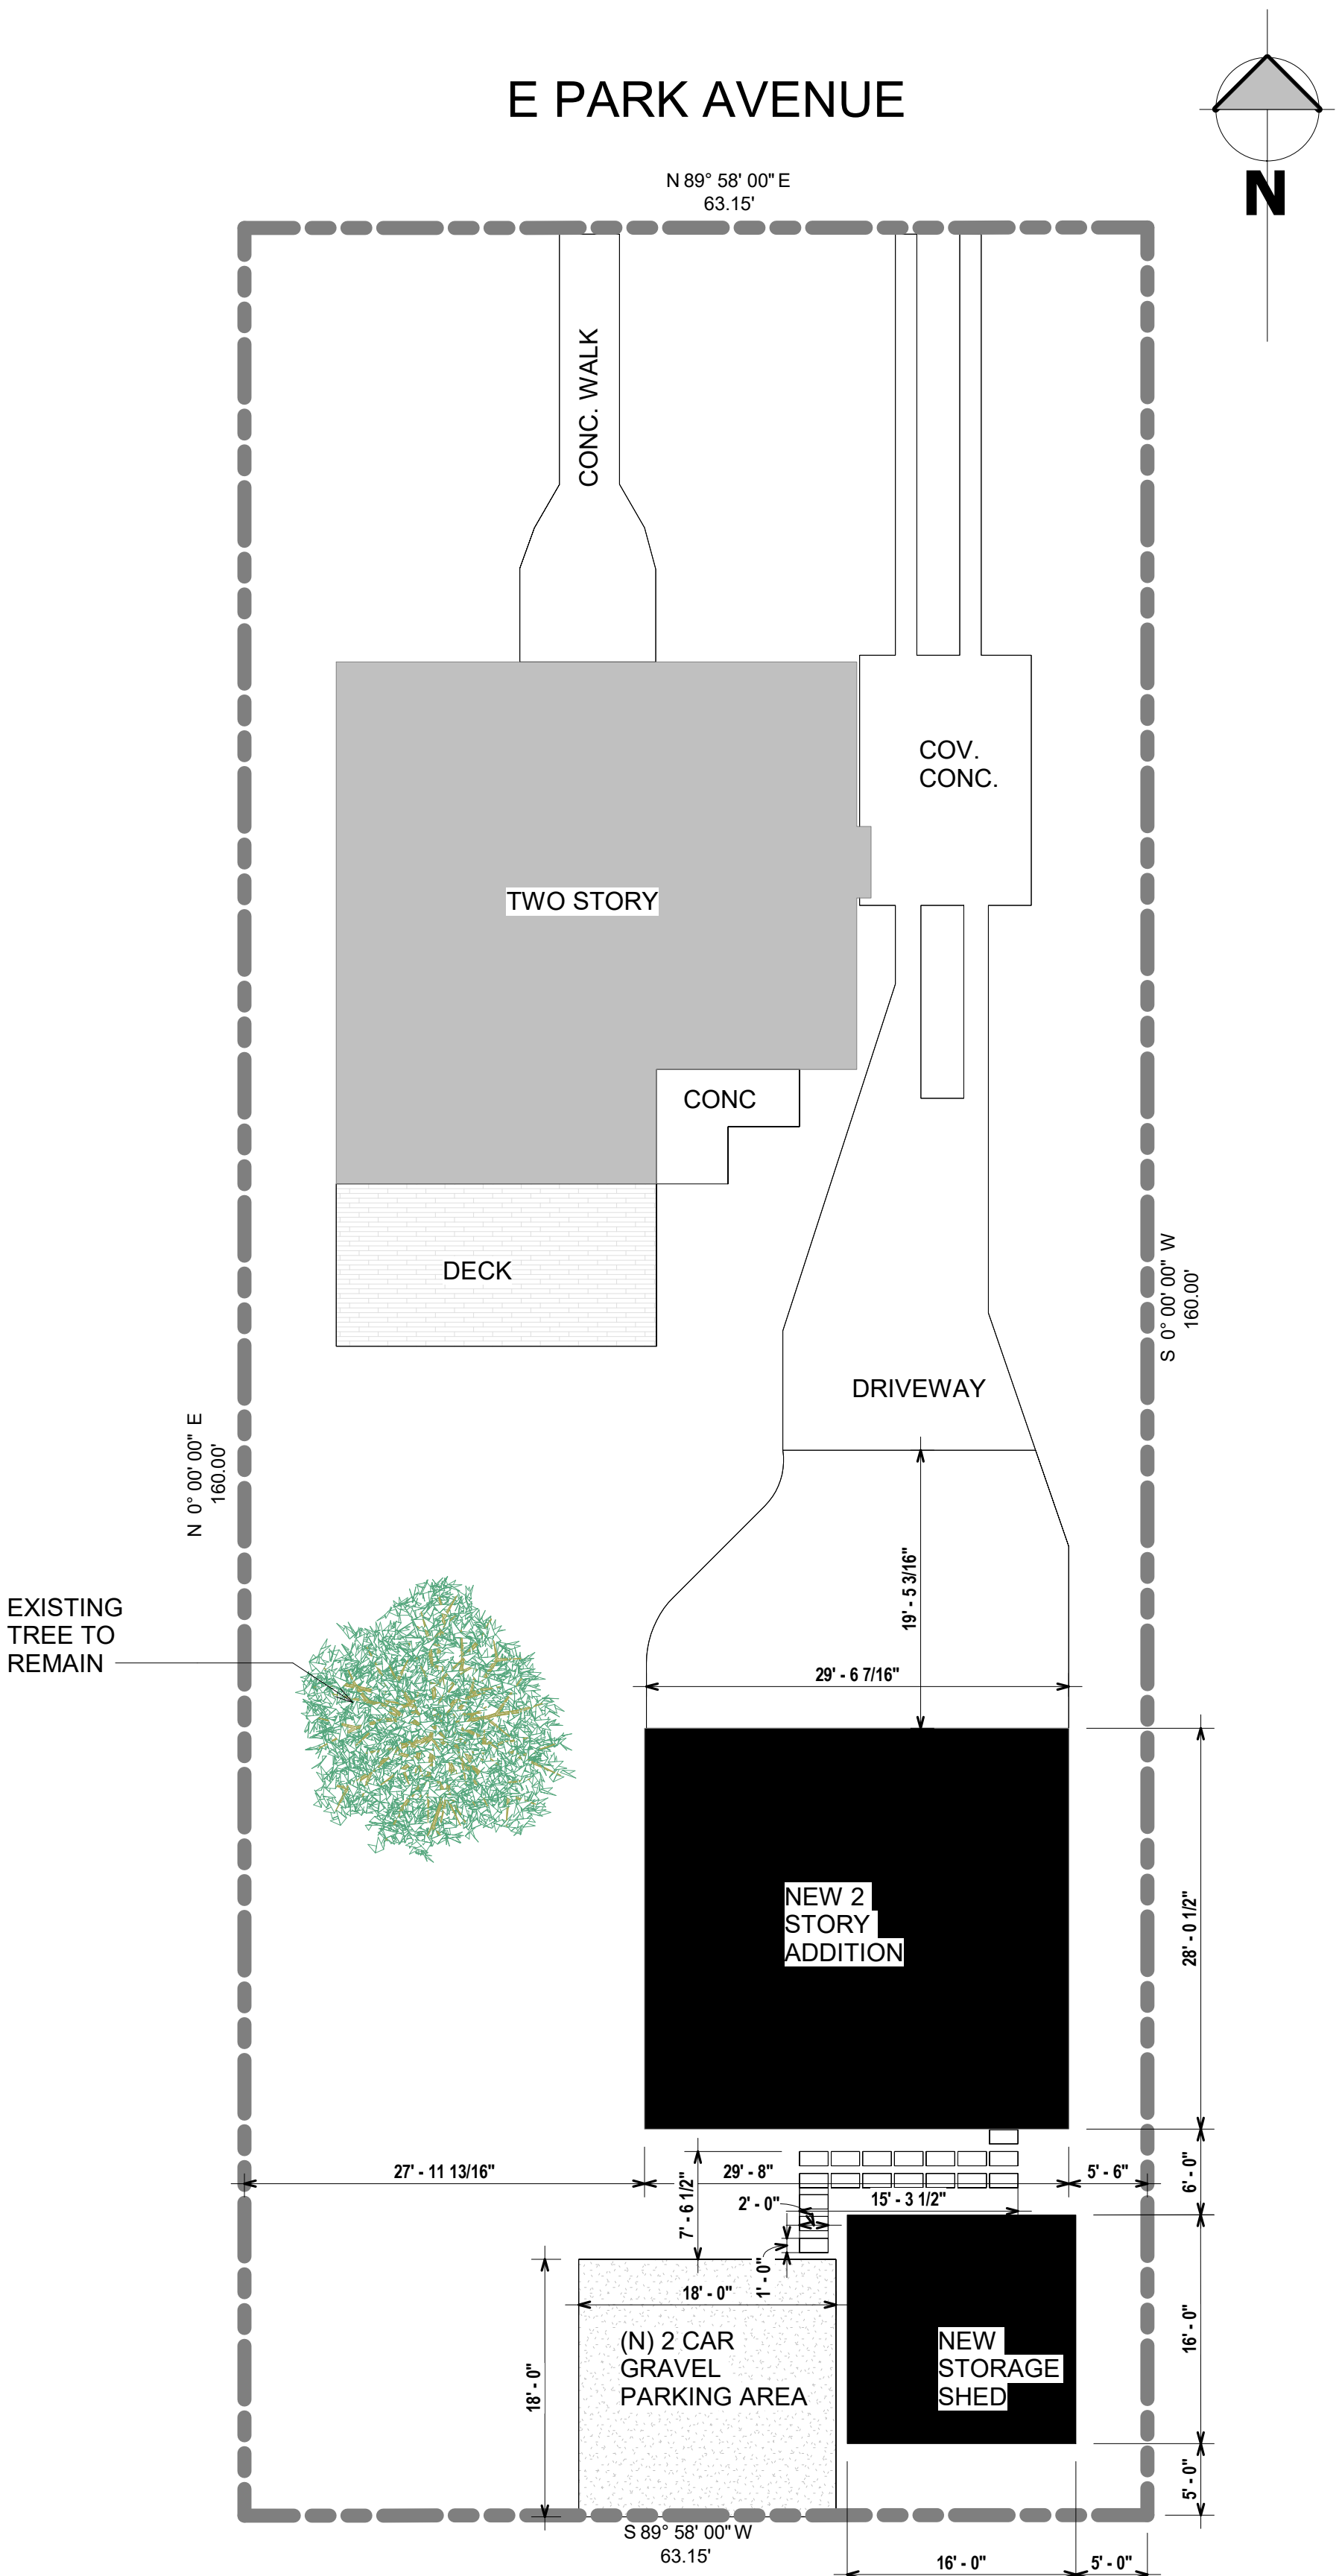 E PARK AVENUE
N
N 89° 58' 00" E
63.15'
CONC. WALK
COV.
CONC.
TWO STORY
CONC
DECK
S 0° 00' 00" W
160.00'
DRIVEWAY
N 0° 00' 00" E
160.00'
19' - 5 3/16"
EXISTING
TREE TO
REMAIN
29' - 6 7/16"
NEW 2
STORY
ADDITION
28' - 0 1/2"
27' - 11 13/16"
29' - 8"
5' - 6"
6' - 0"
7' - 6 1/2"
2' - 0"
15' - 3 1/2"
1' - 0"
18' - 0"
18' - 0"
(N) 2 CAR
GRAVEL
PARKING AREA
NEW
STORAGE
SHED
16' - 0"
5' - 0"
S 89° 58' 00" W
63.15'
16' - 0"
5' - 0"